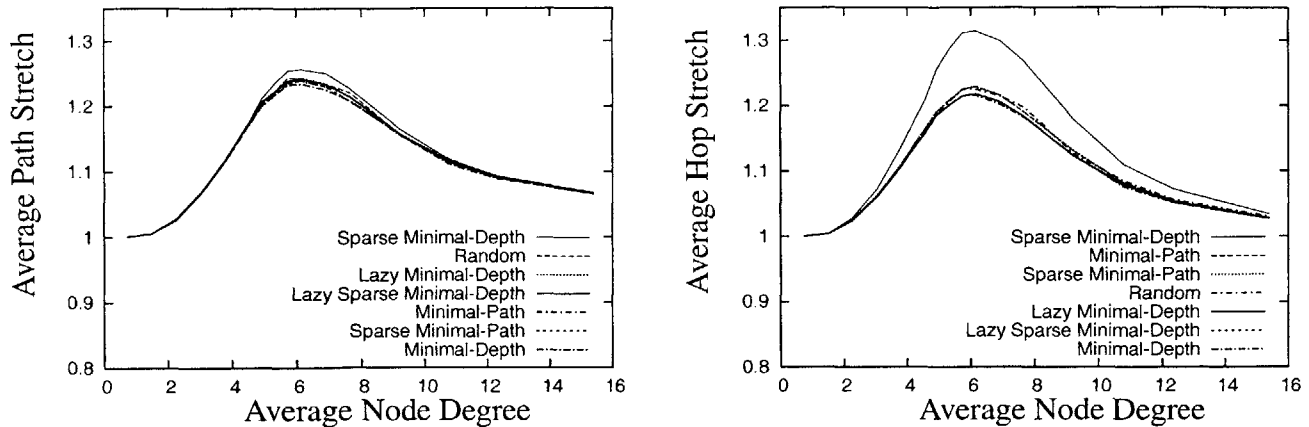 Average Path Stretch
1.3
1.2
1.1
1
0.9
0.8
Sparse Minimal-Depth
Random
Lazy Minimal-Depth
Lazy Sparse Minimal-Depth
Minimal-Path
Sparse Minimal-Path
Minimal-Depth
0 2 4 6 8 10 12 14 16
Average Node Degree
Average Hop Stretch
1.3
1.2
1.1
1
0.9
0.8
Sparse Minimal-Depth
Minimal-Path
Sparse Minimal-Path
Random
Lazy Minimal-Depth
Lazy Sparse Minimal-Depth
Minimal-Depth
0 2 4 6 8 10 12 14 16
Average Node Degree